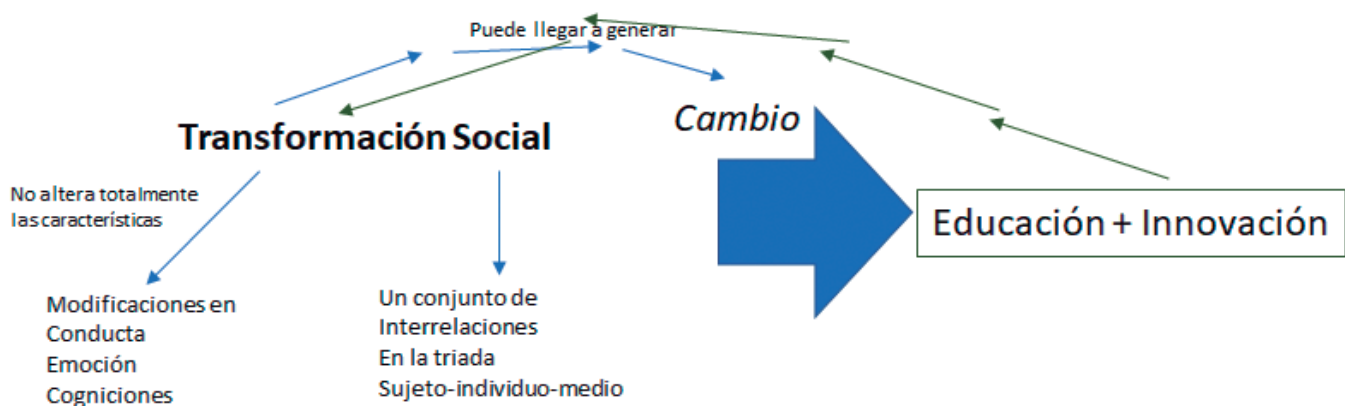 Puede llegar a generar
Transformación Social
Cambio
No altera totalmente
las características
Educación + Innovación
Modificaciones en
Conducta
Emoción
Cogniciones
Un conjunto de
Interrelaciones
En la triada
Sujeto-individuo-medio